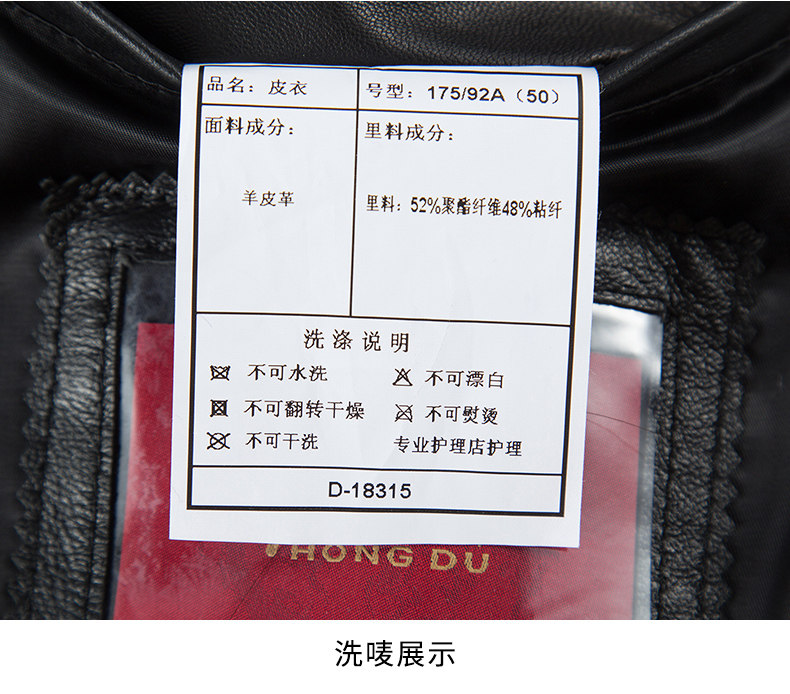 品名：皮衣
号型：175/92A（50）
面料成分：
里料成分：
羊皮革
里料：52%聚酯纤维48%粘纤
洗涤说明
不可水洗
不可漂白
不可翻转干燥
不可熨烫
不可干洗
专业护理店护理
D-18315
HONG DU
洗唛展示